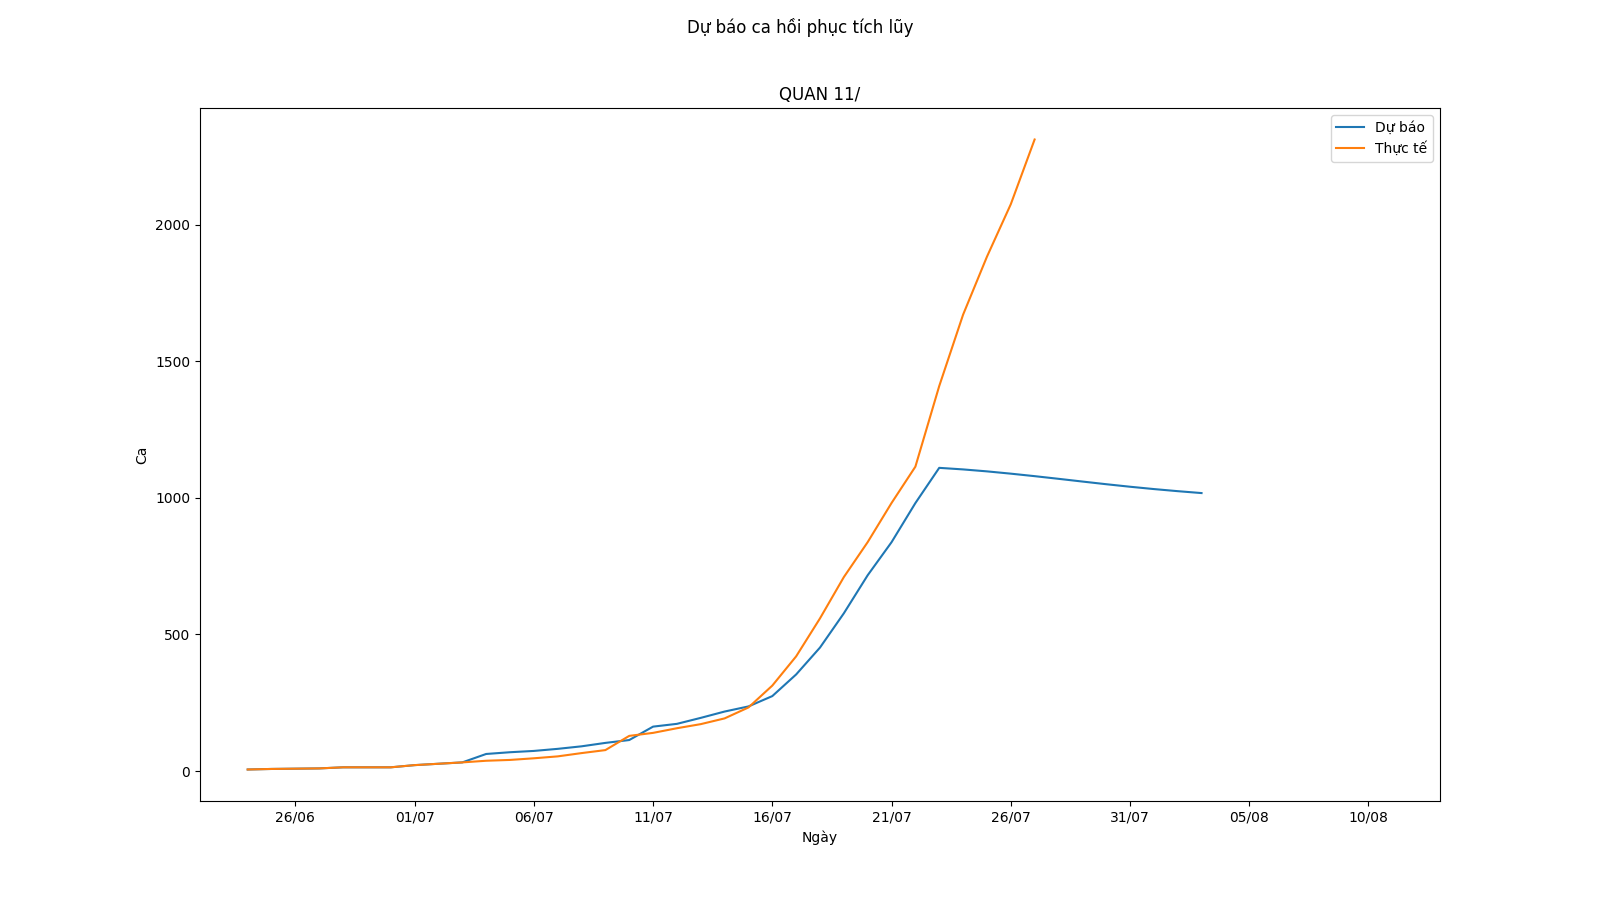 Dự báo ca hồi phục tích lũy
QUAN 11/
Dự báo
Thực tế
2000
1500
1000
500
0
Ca
26/06
01/07
06/07
11/07
16/07
21/07
26/07
31/07
05/08
10/08
Ngày